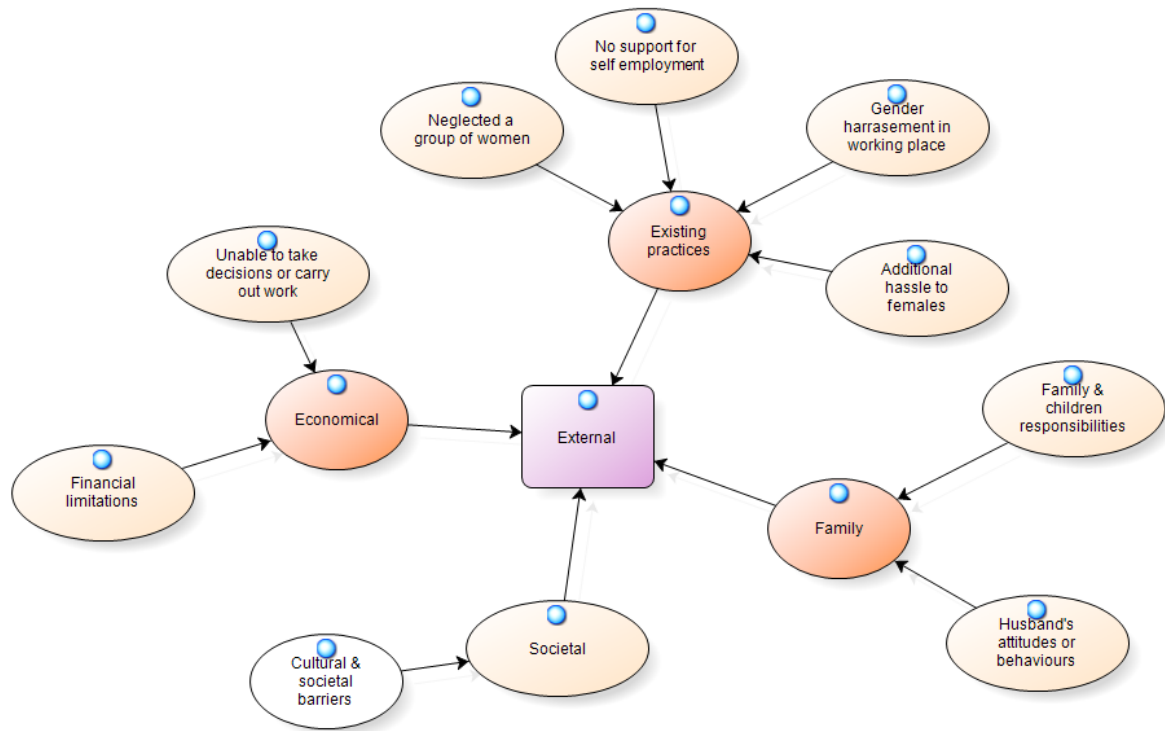 No support for
self employment
Neglected a
group of women
Gender
harrasement in
working place
Existing
practices
Unable to take
decisions or carry
out work
Additional
hassle to
females
Family &
children
responsibilities
Economical
External
Financial
limitations
Family
Societal
Husband's
attitudes or
behaviours
Cultural &
societal
barriers